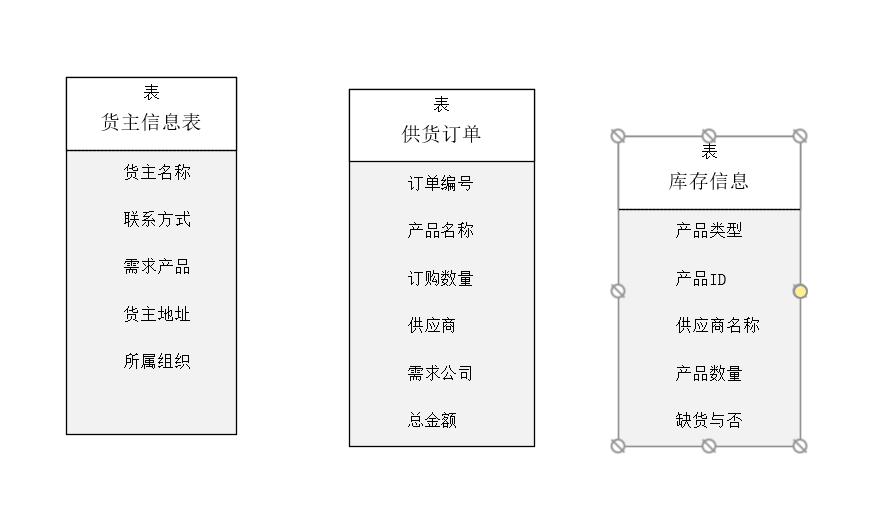 表
货主信息表
货主名称
联系方式
需求产品
货主地址
所属组织
表
供货订单
订单编号
产品名称
订购数量
供应商
需求公司
总金额
表
库存信息
产品类型
产品ID
供应商名称
产品数量
缺货与否